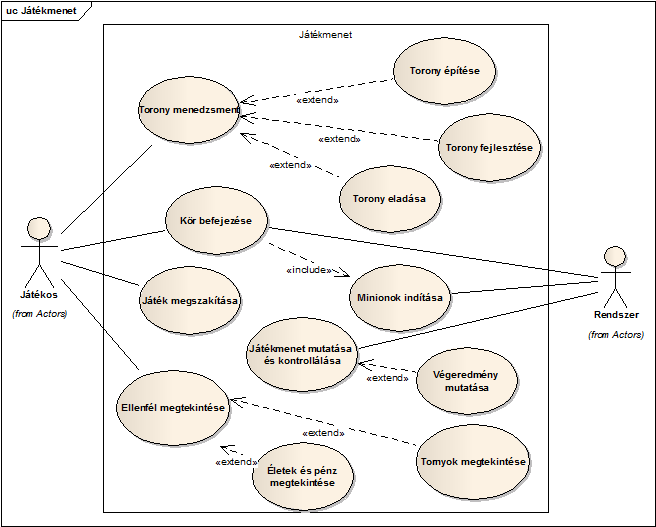 uc Játékmenet
Játékmenet
Torony építése
Torony menedzsment
«extend»
«extend»
Torony fejlesztése
«extend»
Torony eladása
Kör befejezése
Játékos
(from Actors)
«include»
Játék megszakítása
Minionok indítása
Rendszer
(from Actors)
Játékmenet mutatása
és kontrollálása
Végeredmény
mutatása
«extend»
Ellenfél megtekintése
«extend»
«extend»
Tornyok megtekintése
Életek és pénz
megtekintése